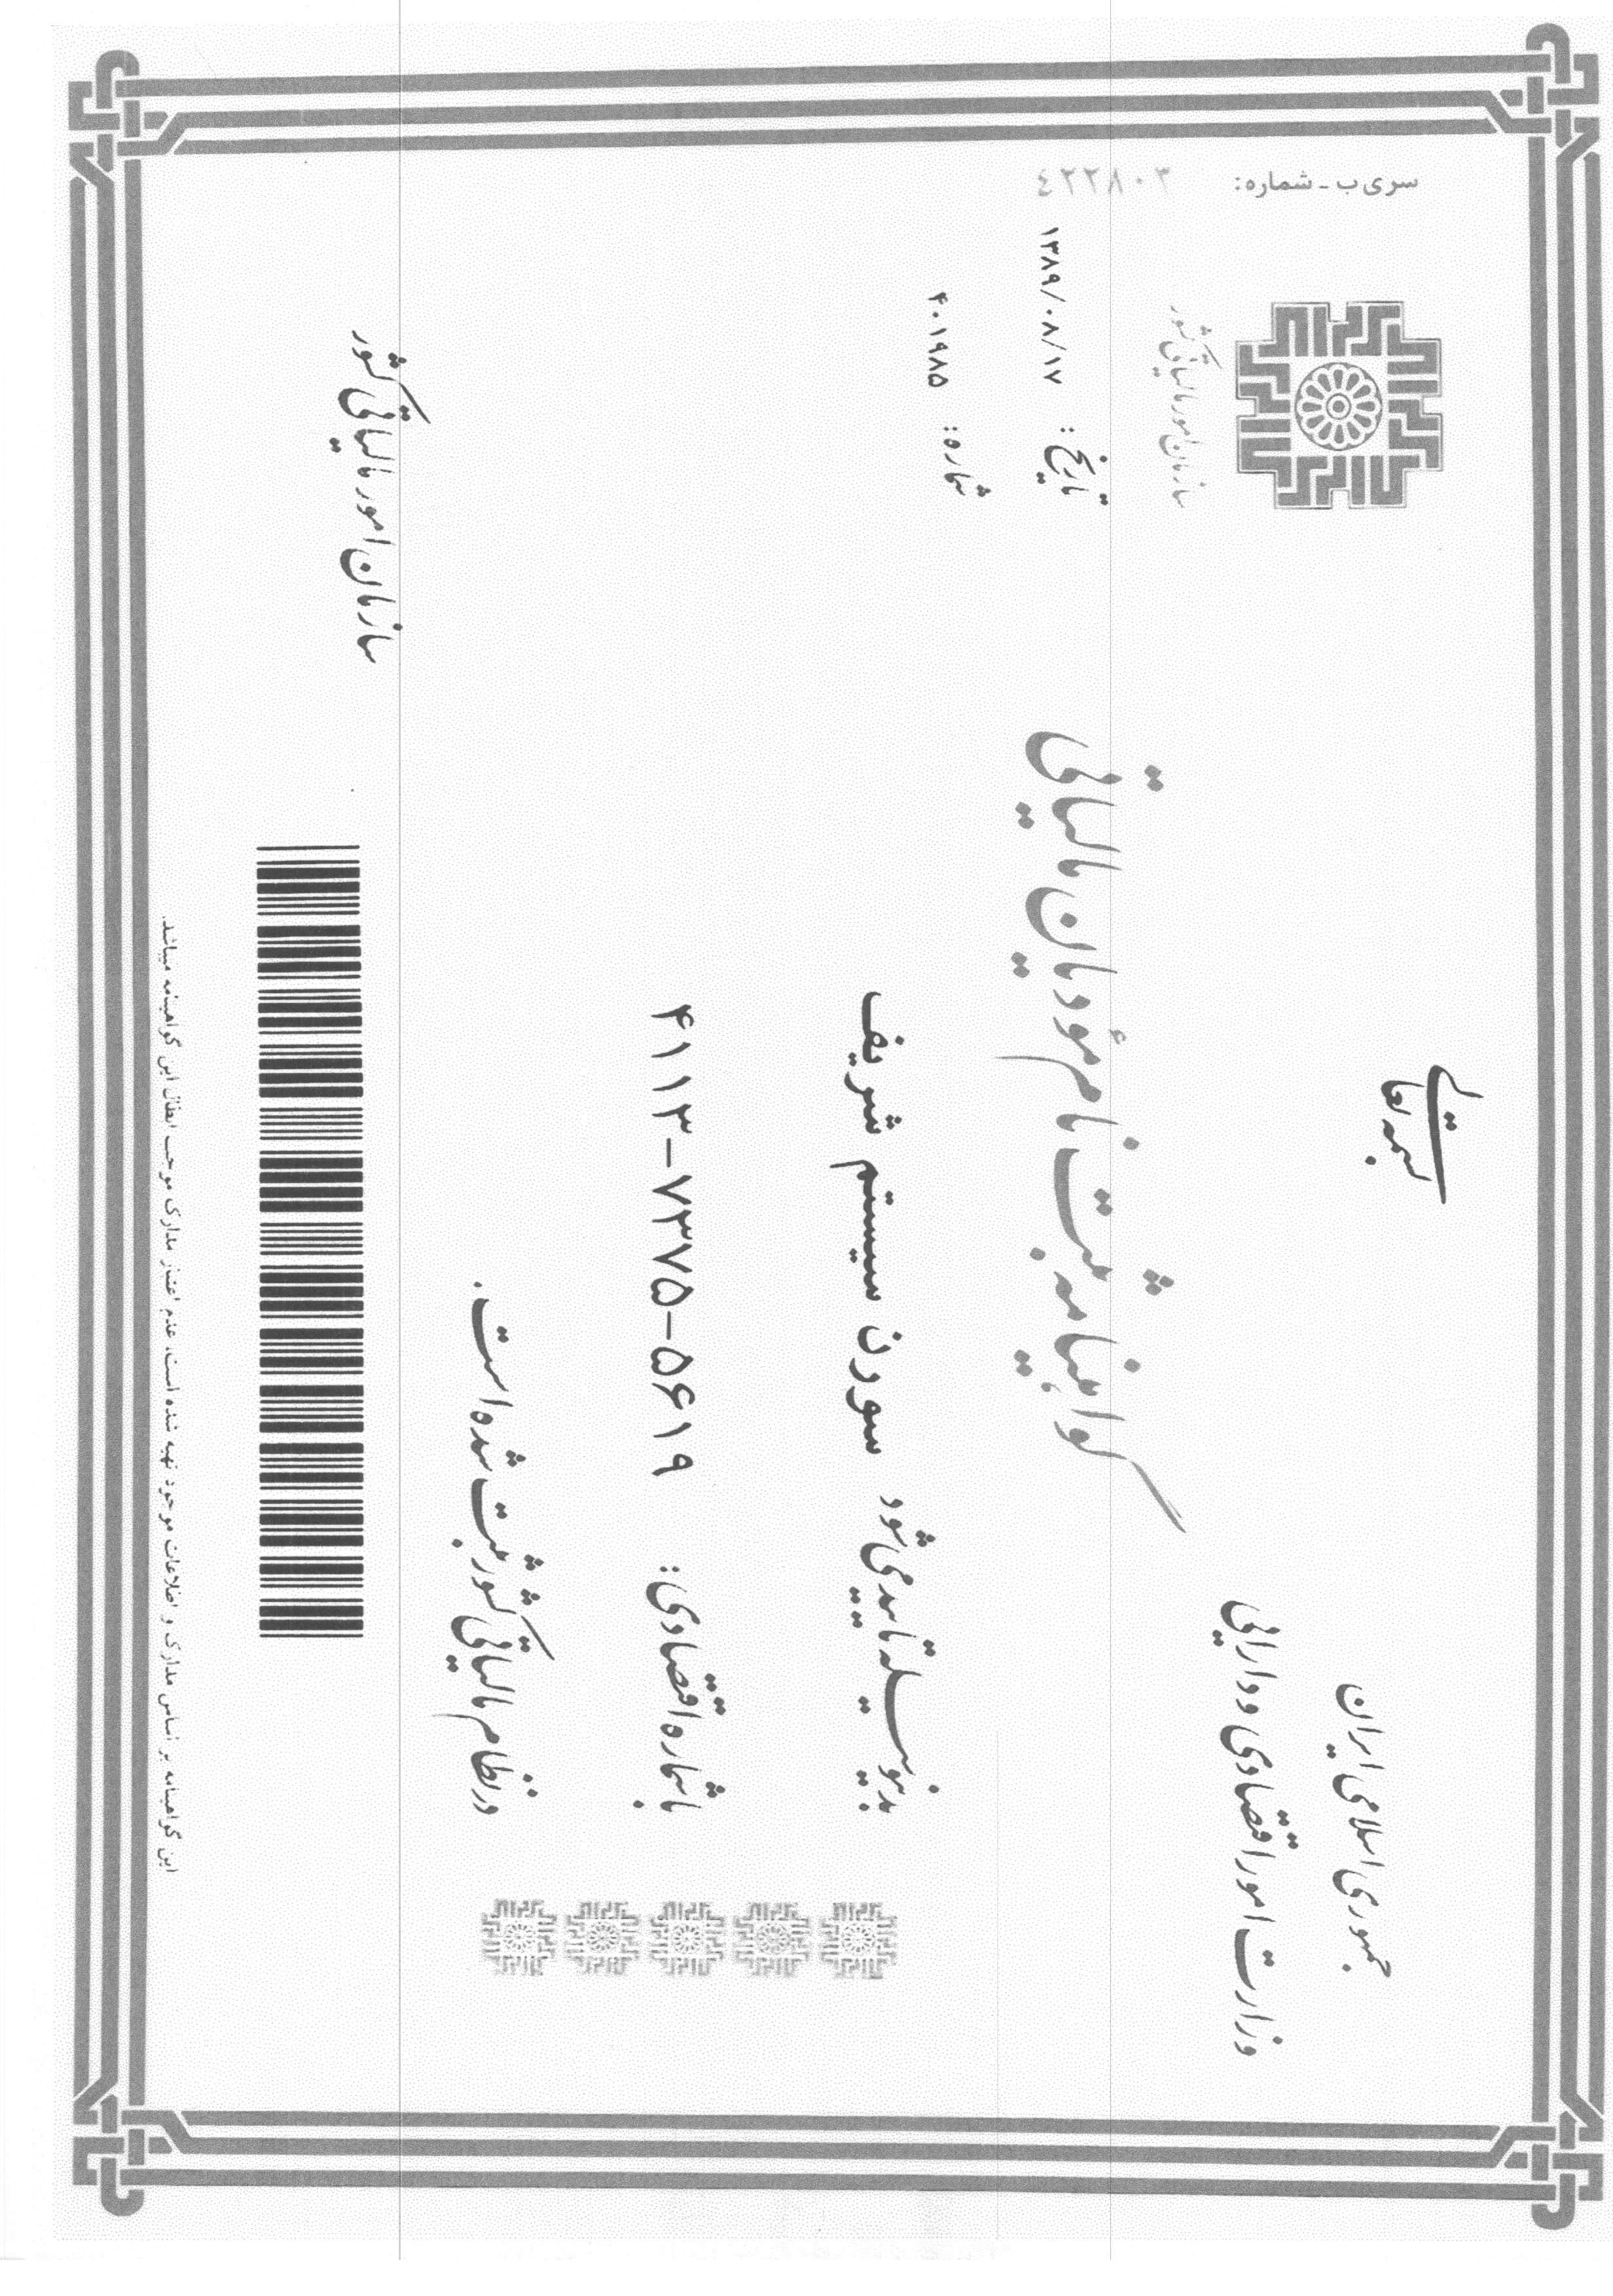 بسمه تعالی
جمهوری اسلامی ایران
وزارت امور اقتصادی و دارایی
سری ب - شماره: ٤٢٢٨٠٣
سازمان امور مالیاتی کشور
تاریخ: ۱۳۸۹/۰۸/۱۷
شماره: ۴۰۱۹۸۵
گواهینامه ثبت نام مؤدیان مالیاتی
بدینوسیله تایید می شود سورن سیستم شریف
با شماره اقتصادی: ۴۱۱۳-۷۳۷۵-۵۶۱۹
در نظام مالیاتی کشور ثبت شده است.
سازمان امور مالیاتی کشور
این گواهینامه بر اساس مدارک و اطلاعات موجود تهیه شده است، عدم اعتبار مدارک موجب ابطال این گواهینامه میباشد.